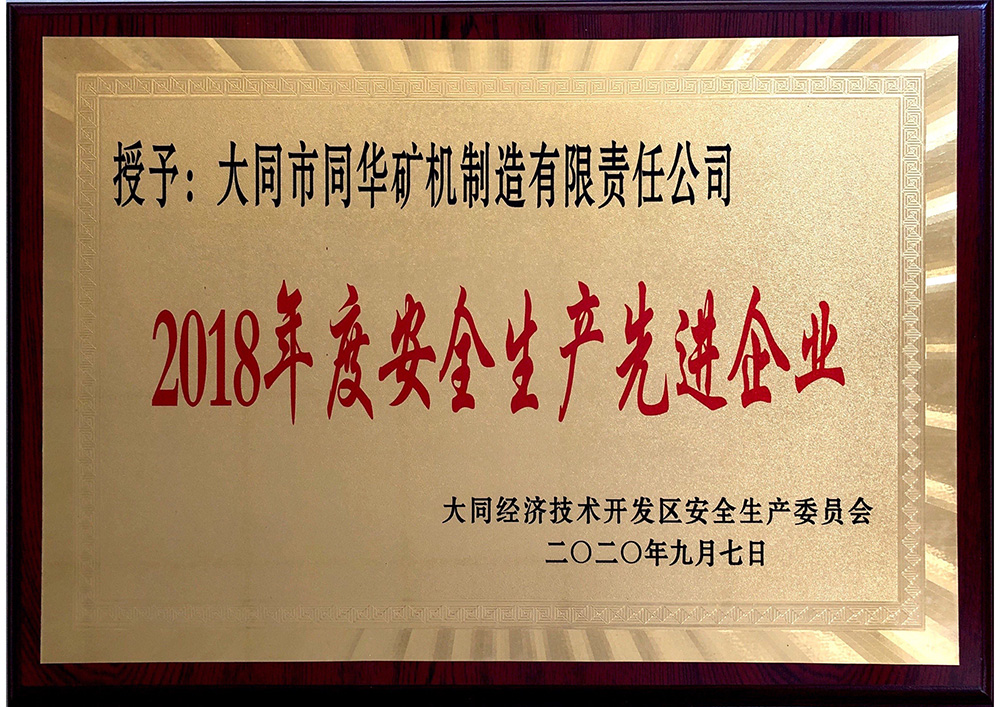 授予：大同市同华矿机制造有限责任公司
2018年度安全生产先进企业
大同经济技术开发区安全生产委员会
二〇二〇年九月七日